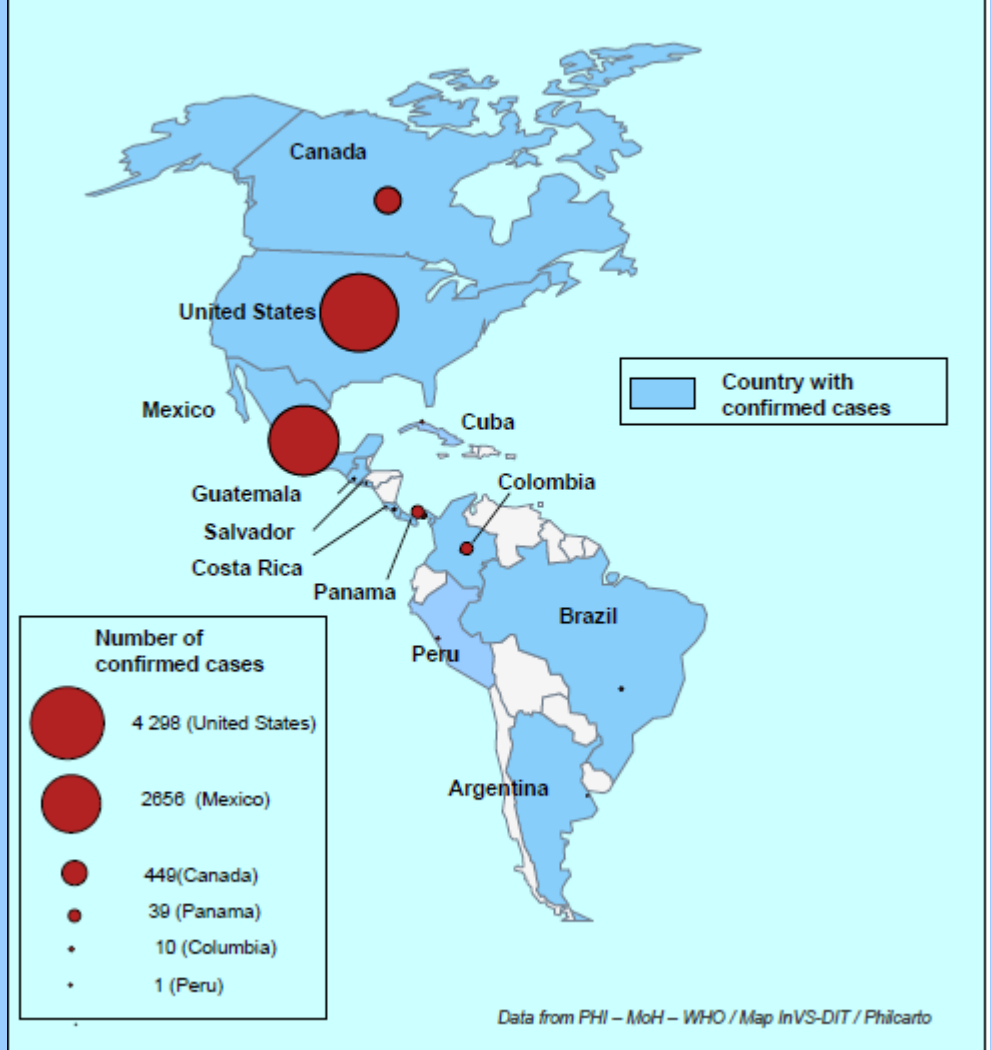 Canada
United States
Mexico
Cuba
Country with
confirmed cases
Guatemala
Colombia
Salvador
Costa Rica
Panama
Brazil
Peru
Argentina
Number of
confirmed cases
4 298 (United States)
2656 (Mexico)
449(Canada)
39 (Panama)
10 (Columbia)
1 (Peru)
Data from PHI – MoH – WHO / Map InVS-DIT / Philcarto